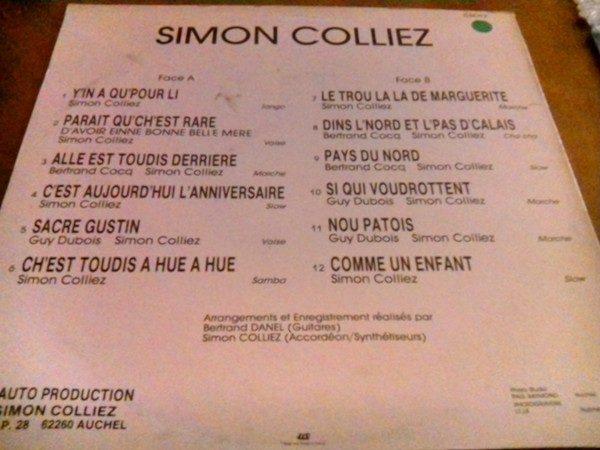 SIMON COLLIEZ
Face A
1 Y'IN A QU'POUR LI
Simon Colliez Tango
2 PARAIT QU'CH'EST RARE
D'AVOIR EINNE BONNE BELLE MERE
Simon Colliez Valse
3 ALLE EST TOUDIS DERRIERE
Bertrand Cocq Simon Colliez Marche
4 C'EST AUJOURD'HUI L'ANNIVERSAIRE
Simon Colliez Slow
5 SACRE GUSTIN
Guy Dubois Simon Colliez Valse
6 CH'EST TOUDIS A HUE A HUE
Simon Colliez Samba
Face B
7 LE TROU LA LA DE MARGUERITE
Simon Colliez Marche
8 DINS L'NORD ET L'PAS D'CALAIS
Bertrand Cocq Simon Colliez Cha cha
9 PAYS DU NORD
Bertrand Cocq Simon Colliez Slow
10 SI QUI VOUDROTTENT
Guy Dubois Simon Colliez Marche
11 NOU PATOIS
Guy Dubois Simon Colliez Marche
12 COMME UN ENFANT
Simon Colliez Slow
Arrangements et Enregistrement réalisés par
Bertrand DANEL (Guitares)
Simon COLLIEZ (Accordéon/Synthétiseurs)
AUTO PRODUCTION
SIMON COLLIEZ
P. 28 62260 AUCHEL